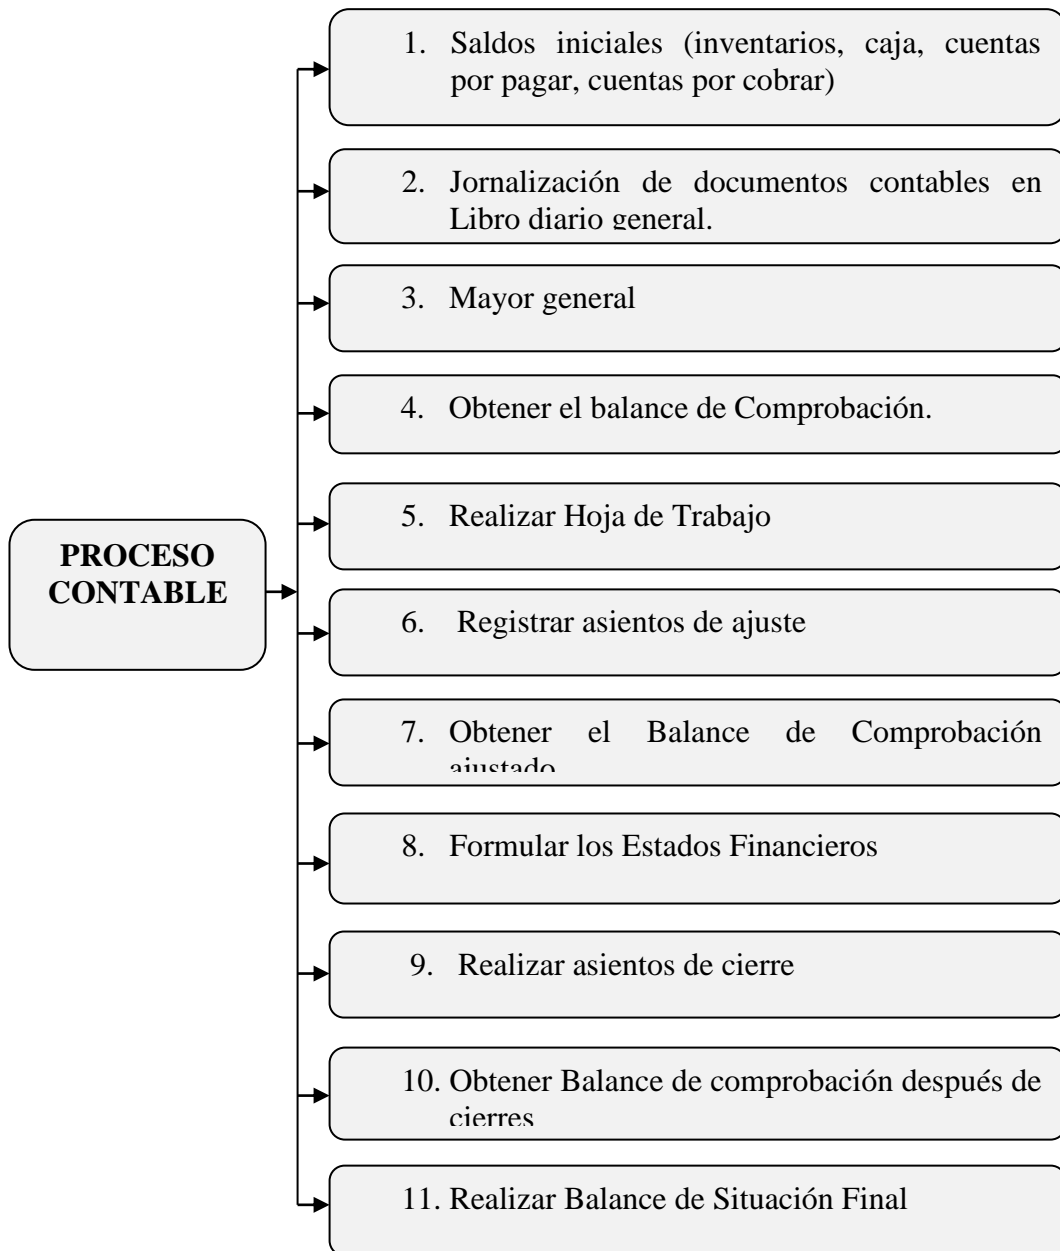 1. Saldos iniciales (inventarios, caja, cuentas
por pagar, cuentas por cobrar)
2. Jornalización de documentos contables en
Libro diario general.
3. Mayor general
4. Obtener el balance de Comprobación.
5. Realizar Hoja de Trabajo
PROCESO
CONTABLE
6. Registrar asientos de ajuste
7. Obtener el Balance de Comprobación
ajustado
8. Formular los Estados Financieros
9. Realizar asientos de cierre
10. Obtener Balance de comprobación después de
cierres
11. Realizar Balance de Situación Final